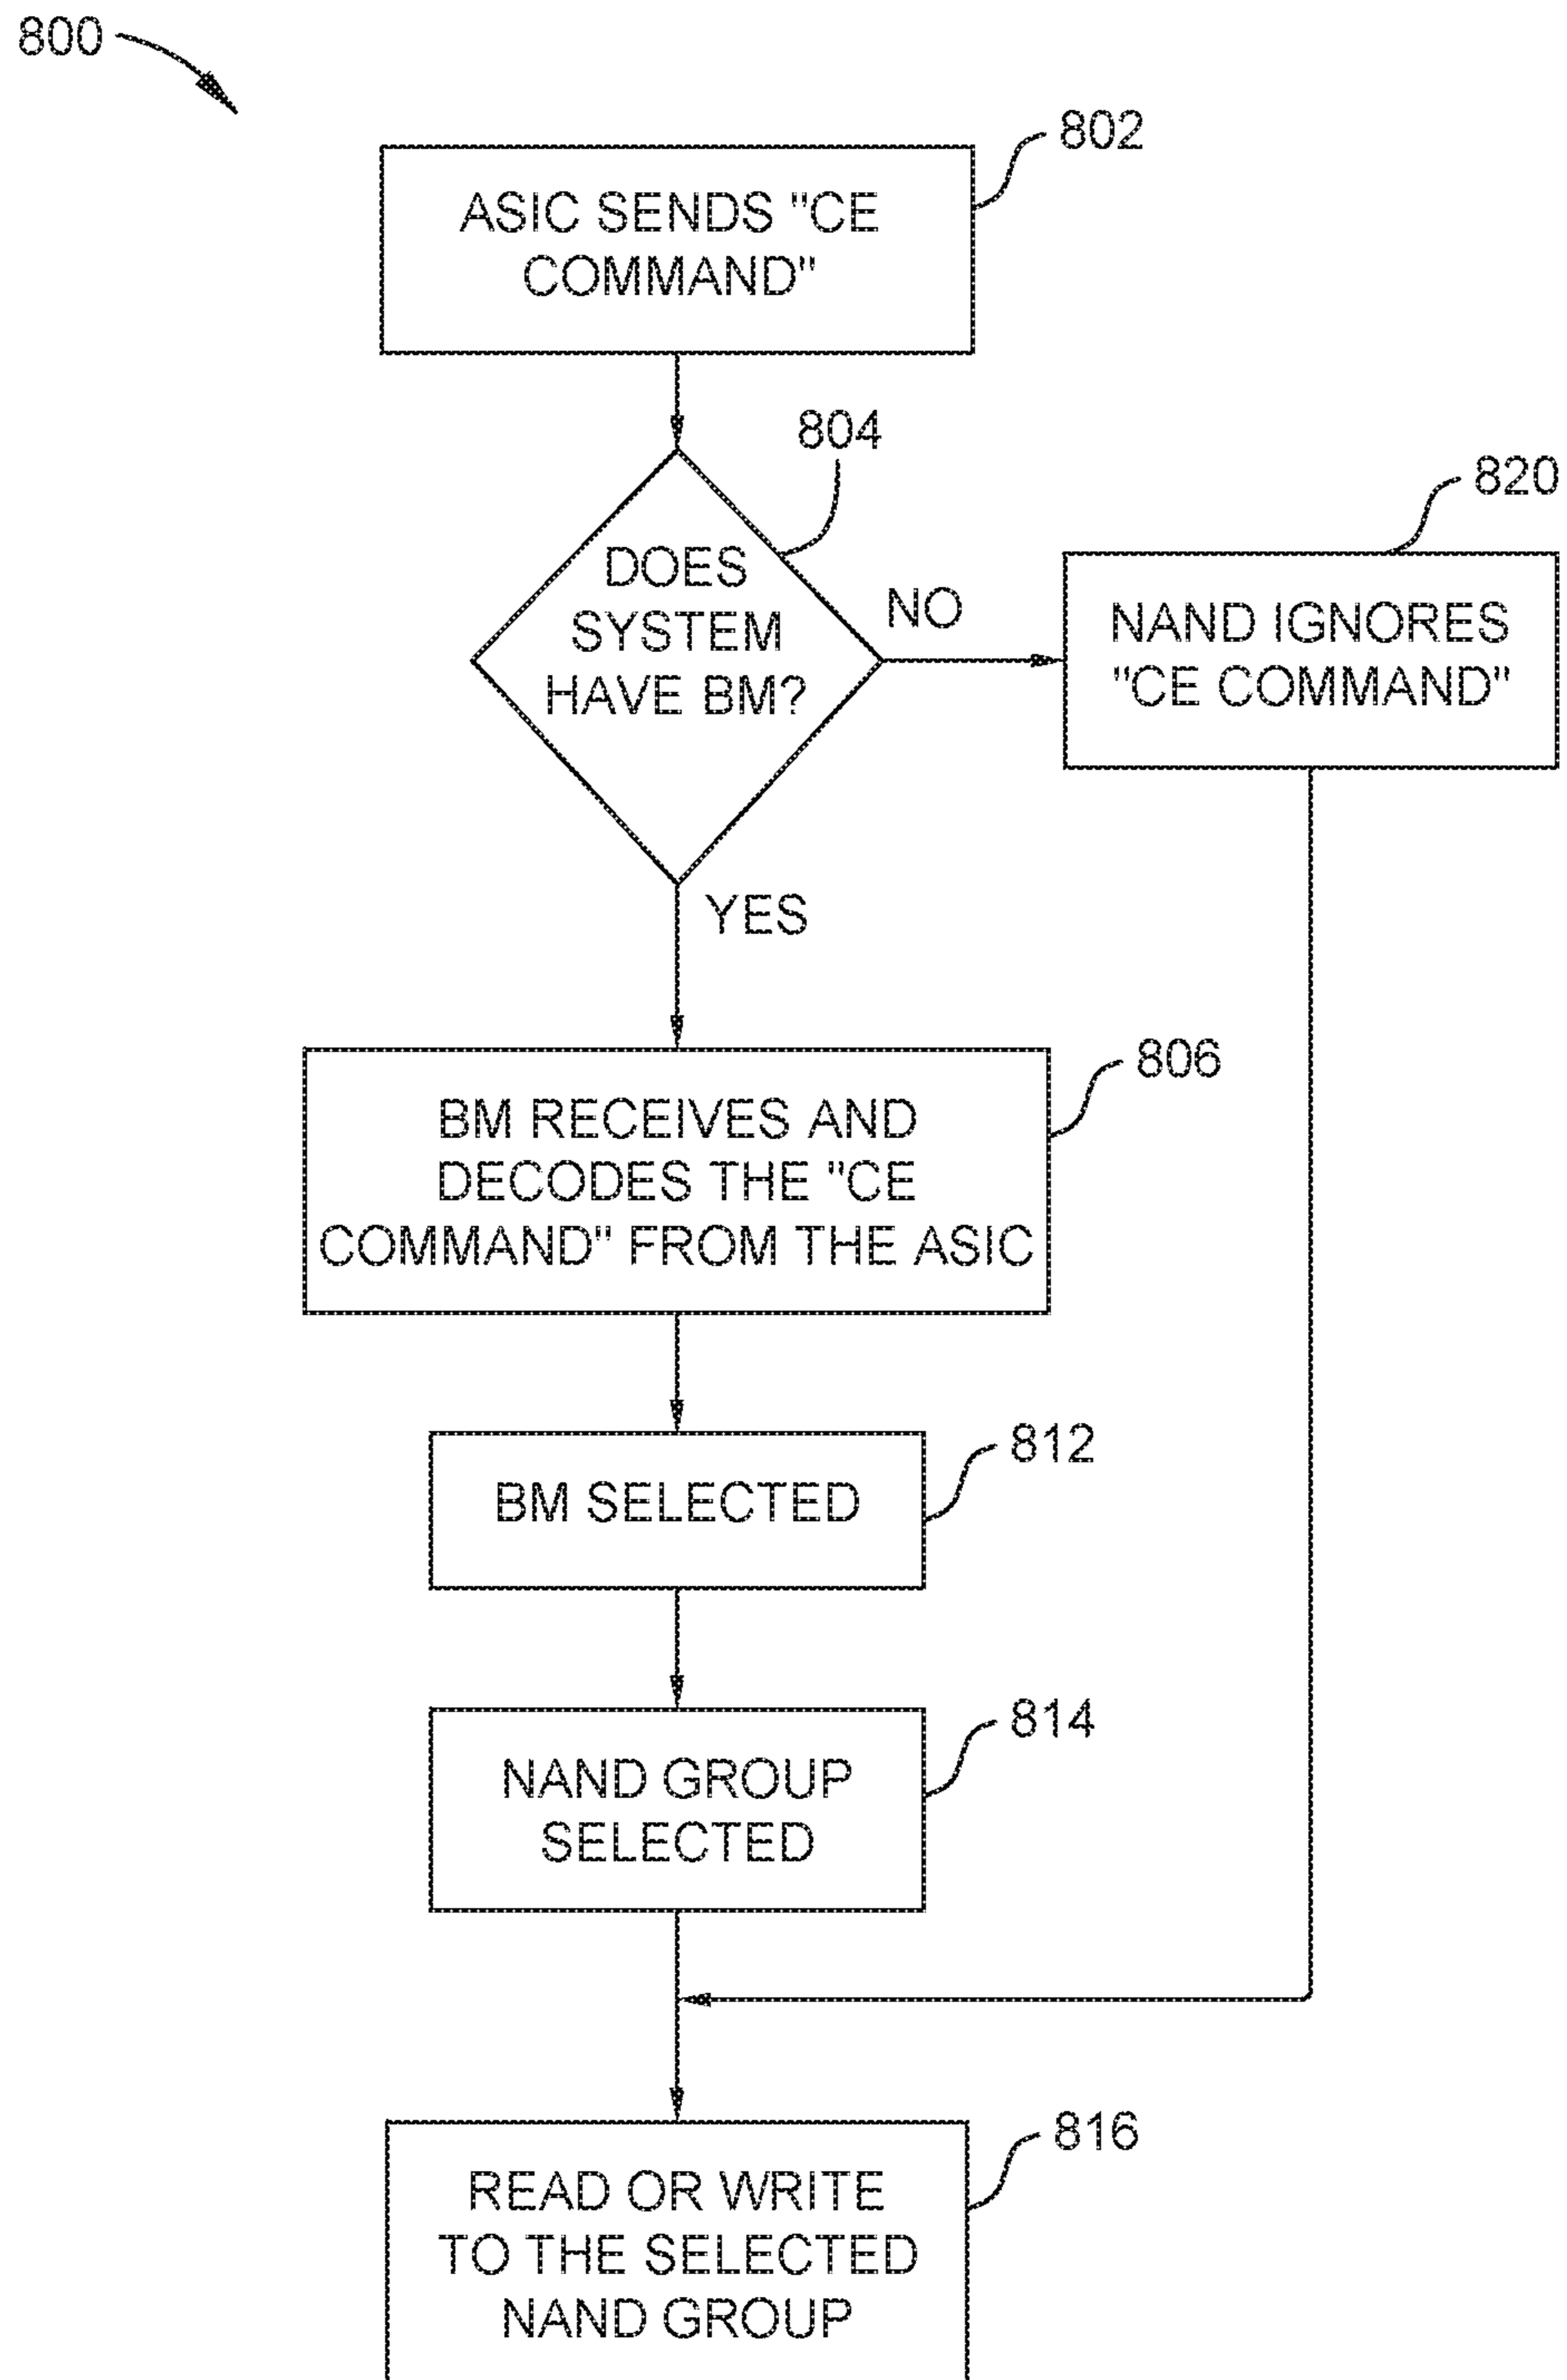 800
802
ASIC SENDS "CE
COMMAND"
804
DOES
SYSTEM
HAVE BM?
NO
820
NAND IGNORES
"CE COMMAND"
YES
806
BM RECEIVES AND
DECODES THE "CE
COMMAND" FROM THE ASIC
812
BM SELECTED
814
NAND GROUP
SELECTED
816
READ OR WRITE
TO THE SELECTED
NAND GROUP